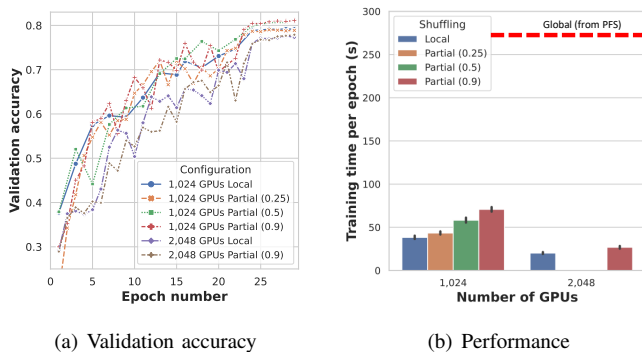 0.8
0.7
0.6
0.5
0.4
0.3
Validation accuracy
Configuration
1,024 GPUs Local
1,024 GPUs Partial (0.25)
1,024 GPUs Partial (0.5)
1,024 GPUs Partial (0.9)
2,048 GPUs Local
2,048 GPUs Partial (0.9)
0 5 10 15 20 25
Epoch number
(a) Validation accuracy
300
250
200
150
100
50
0
Training time per epoch (s)
Shuffling
Local
Partial (0.25)
Partial (0.5)
Partial (0.9)
Global (from PFS)
1,024 2,048
Number of GPUs
(b) Performance